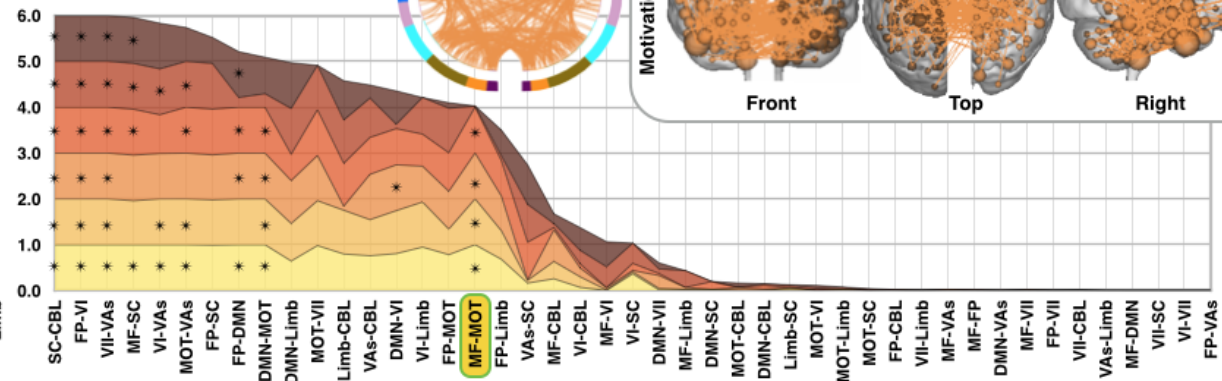 6.0
5.0
4.0
3.0
2.0
1.0
0.0
Front
Top
Right
SC-CBL
FP-VI
VII-VAs
MF-SC
VI-VAs
MOT-VAs
FP-SC
FP-DMN
DMN-MOT
DMN-Limb
MOT-VII
Limb-CBL
VAs-CBL
DMN-VI
VI-Limb
FP-MOT
MF-MOT
FP-Limb
VAs-SC
MF-CBL
VI-CBL
MF-VI
VI-SC
DMN-VII
MF-Limb
DMN-SC
MOT-CBL
DMN-CBL
Limb-SC
MOT-VI
MOT-Limb
MOT-SC
FP-CBL
VII-Limb
MF-VAs
MF-FP
DMN-VAs
MF-VII
FP-VII
VII-CBL
VAs-Limb
MF-DMN
VII-SC
VI-VII
FP-VAs